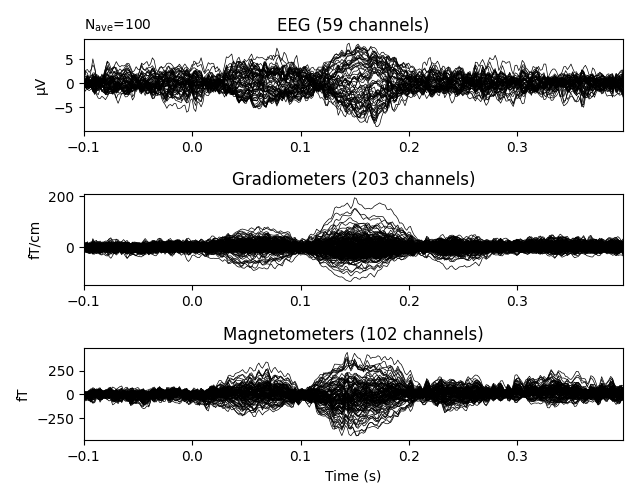 N_ave=100
EEG (59 channels)
5
0
−5
µV
−0.1 0.0 0.1 0.2 0.3
Gradiometers (203 channels)
200
0
fT/cm
−0.1 0.0 0.1 0.2 0.3
Magnetometers (102 channels)
250
0
−250
fT
−0.1 0.0 0.1 0.2 0.3
Time (s)